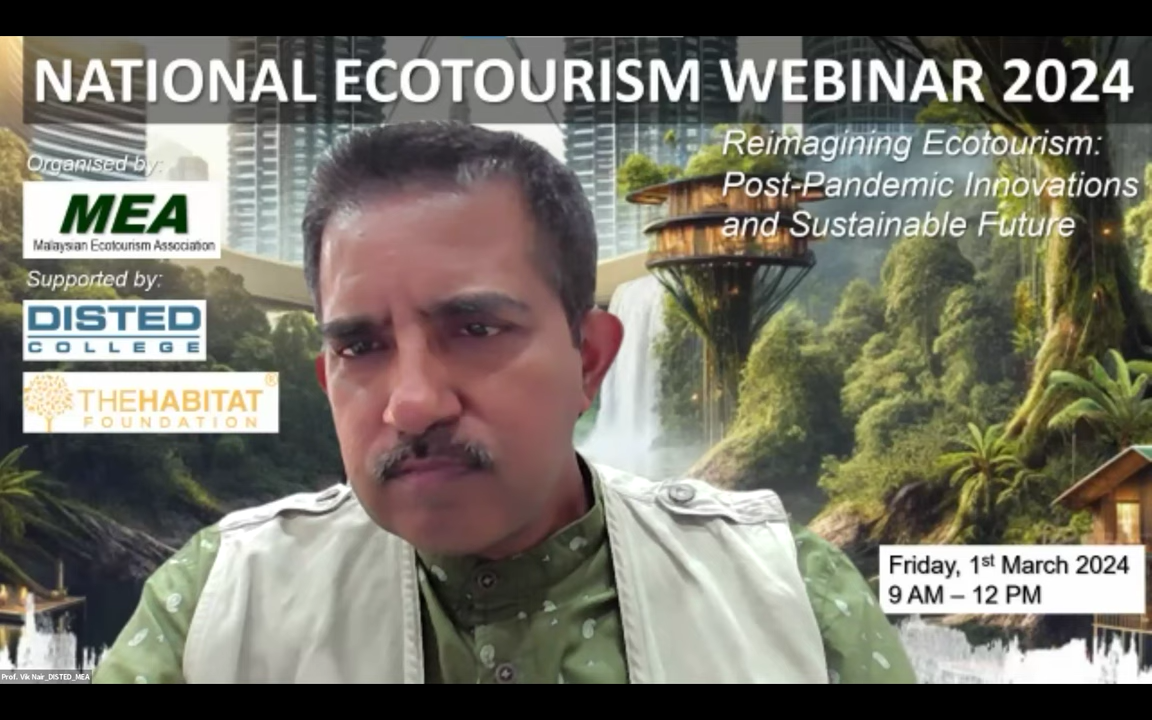 NATIONAL ECOTOURISM WEBINAR 2024
Reimagining Ecotourism:
Post-Pandemic Innovations
and Sustainable Future
Organised by:
MEA
Malaysian Ecotourism Association
Supported by:
DISTED
COLLEGE
THEHABITAT®
FOUNDATION
Friday, 1st March 2024
9 AM – 12 PM
Prof. Vik Nair_DISTED_MEA